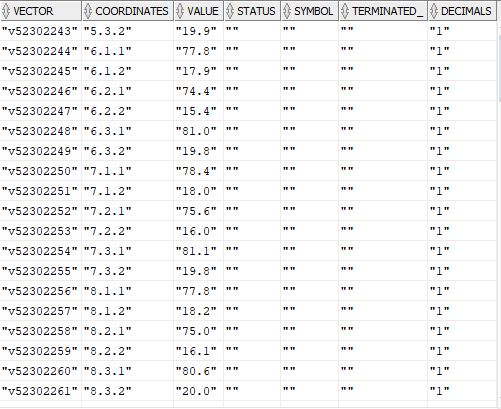 VECTOR COORDINATES VALUE STATUS SYMBOL TERMINATED_ DECIMALS
"v52302243" "5.3.2" "19.9" "" "" "" "1"
"v52302244" "6.1.1" "77.8" "" "" "" "1"
"v52302245" "6.1.2" "17.9" "" "" "" "1"
"v52302246" "6.2.1" "74.4" "" "" "" "1"
"v52302247" "6.2.2" "15.4" "" "" "" "1"
"v52302248" "6.3.1" "81.0" "" "" "" "1"
"v52302249" "6.3.2" "19.8" "" "" "" "1"
"v52302250" "7.1.1" "78.4" "" "" "" "1"
"v52302251" "7.1.2" "18.0" "" "" "" "1"
"v52302252" "7.2.1" "75.6" "" "" "" "1"
"v52302253" "7.2.2" "16.0" "" "" "" "1"
"v52302254" "7.3.1" "81.1" "" "" "" "1"
"v52302255" "7.3.2" "19.8" "" "" "" "1"
"v52302256" "8.1.1" "77.8" "" "" "" "1"
"v52302257" "8.1.2" "18.2" "" "" "" "1"
"v52302258" "8.2.1" "75.0" "" "" "" "1"
"v52302259" "8.2.2" "16.1" "" "" "" "1"
"v52302260" "8.3.1" "80.6" "" "" "" "1"
"v52302261" "8.3.2" "20.0" "" "" "" "1"